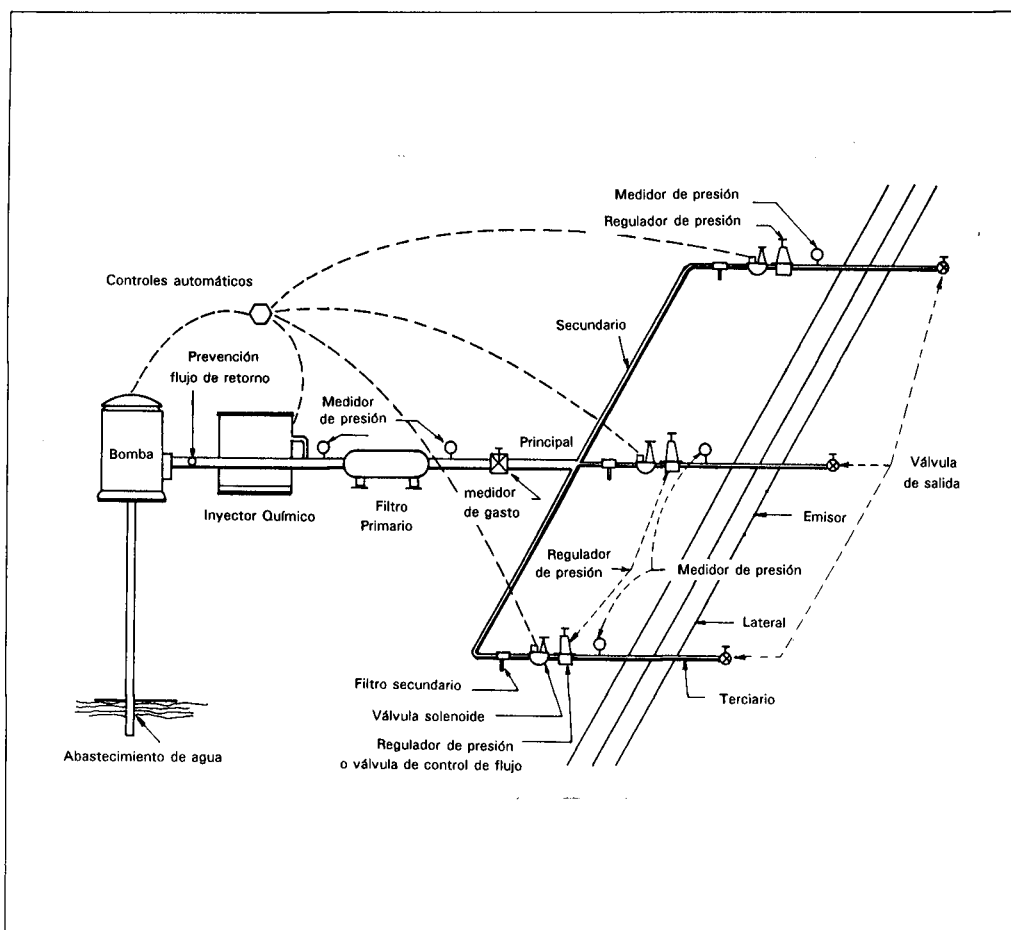 Medidor de presión
Regulador de presión
Controles automáticos
Secundario
Prevención
flujo de retorno
Medidor
de presión
Principal
Bomba
Válvula
de salida
medidor
de gasto
Filtro
Primario
Inyector Químico
Emisor
Regulador
de presión
Medidor de presión
Lateral
Filtro secundario
Terciario
Válvula solenoide
Regulador de presión
o válvula de control de flujo
Abastecimiento de agua